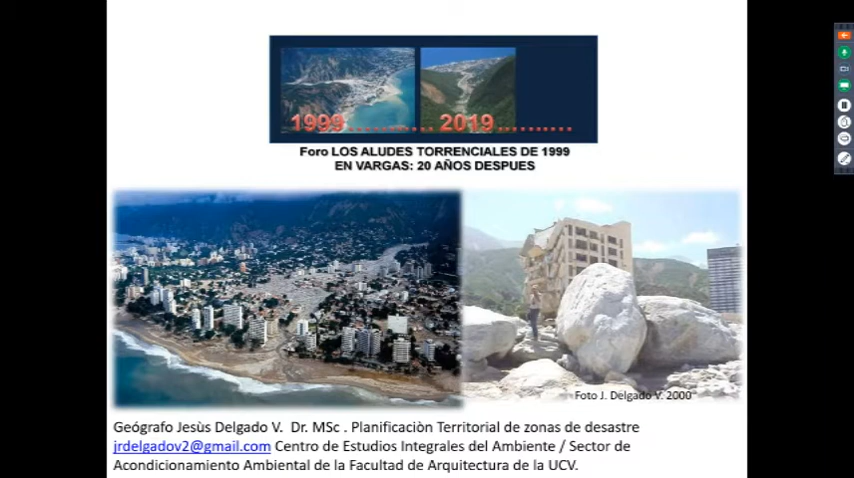 1999 2019
Foro LOS ALUDES TORRENCIALES DE 1999
EN VARGAS: 20 AÑOS DESPUES
Foto J. Delgado V. 2000
Geógrafo Jesùs Delgado V.  Dr. MSc . Planificaciòn Territorial de zonas de desastre
jrdelgadov2@gmail.com Centro de Estudios Integrales del Ambiente / Sector de
Acondicionamiento Ambiental de la Facultad de Arquitectura de la UCV.